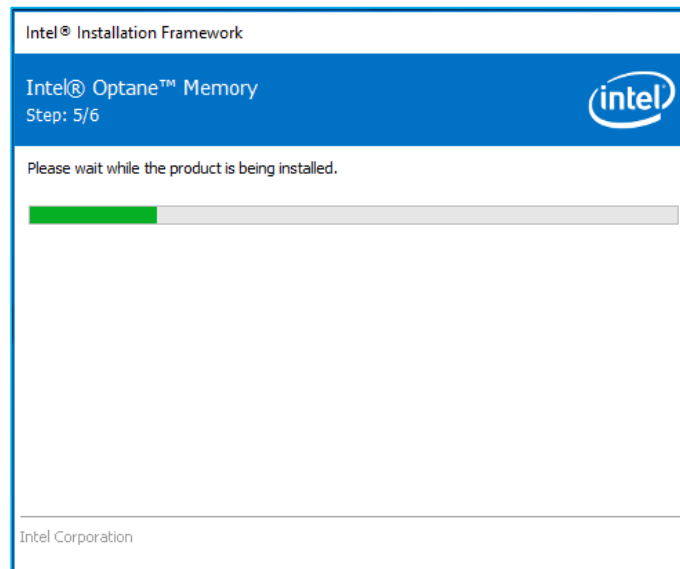 Intel® Installation Framework
Intel® Optane™ Memory
Step: 5/6
intel
Please wait while the product is being installed.
Intel Corporation